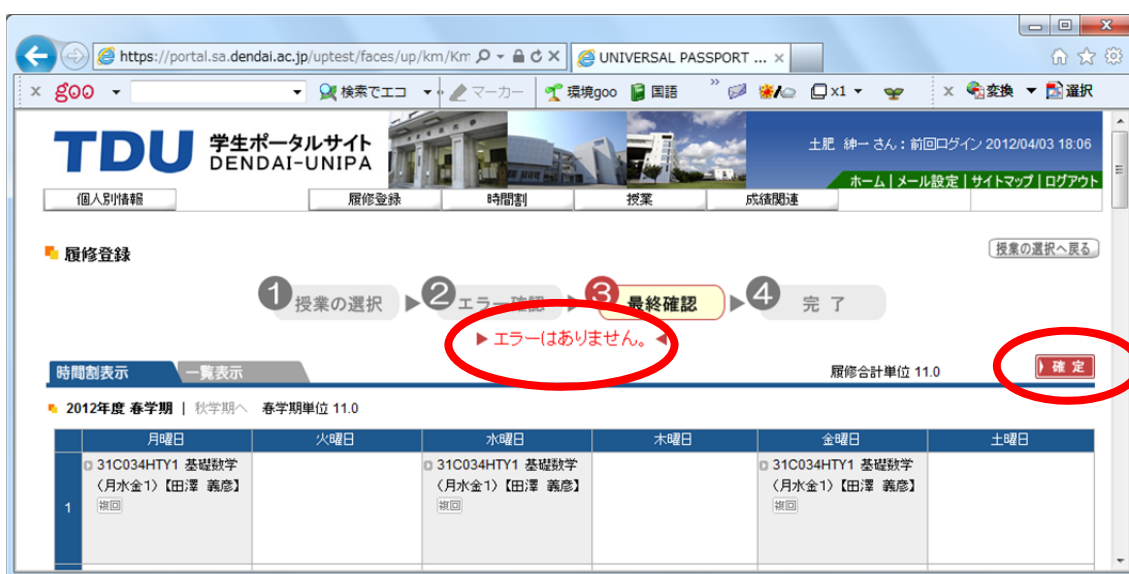 https://portal.sa.dendai.ac.jp/uptest/faces/up/km/Km
UNIVERSAL PASSPORT ...
x goo 検索でエコ マーカー 環境goo 国語 » x1 x 変換 選択
TDU 学生ポータルサイト
DENDAI-UNIPA
土肥 紳一 さん：前回ログイン 2012/04/03 18:06
ホーム | メール設定 | サイトマップ | ログアウト
個人別情報 履修登録 時間割 授業 成績関連
履修登録
授業の選択へ戻る
1 授業の選択 ▶ 2 エラー確認 ▶ 3 最終確認 ▶ 4 完了
▶ エラーはありません。◀
時間割表示 一覧表示 履修合計単位 11.0 確定
2012年度 春学期 | 秋学期へ 春学期単位 11.0
月曜日 火曜日 水曜日 木曜日 金曜日 土曜日
1
31C034HTY1 基礎数学
（月水金1）【田澤 義彦】
複回
31C034HTY1 基礎数学
（月水金1）【田澤 義彦】
複回
31C034HTY1 基礎数学
（月水金1）【田澤 義彦】
複回